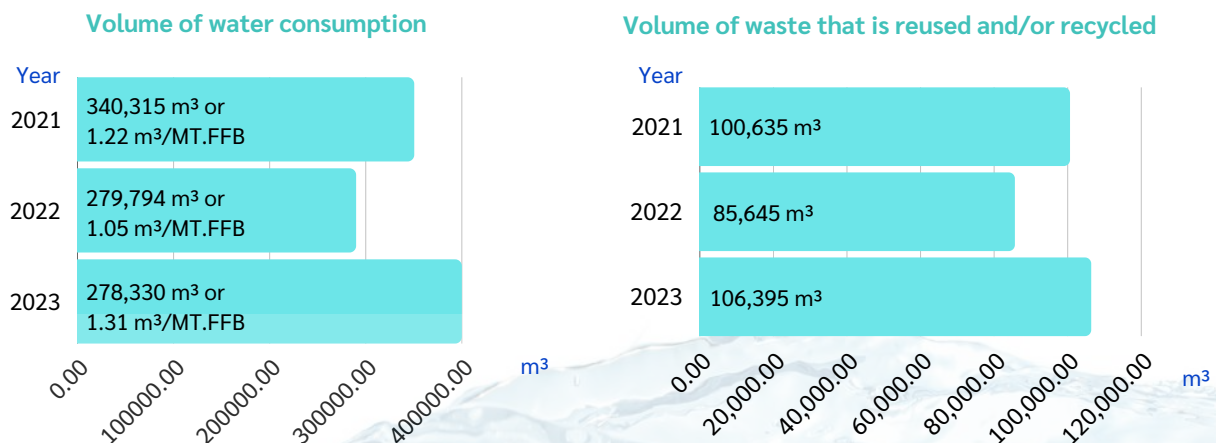 Volume of water consumption
Year
2021
340,315 m³ or
1.22 m³/MT.FFB
2022
279,794 m³ or
1.05 m³/MT.FFB
2023
278,330 m³ or
1.31 m³/MT.FFB
0.00
100000.00
200000.00
300000.00
400000.00
m³
Volume of waste that is reused and/or recycled
Year
2021
100,635 m³
2022
85,645 m³
2023
106,395 m³
0.00
20,000.00
40,000.00
60,000.00
80,000.00
100,000.00
120,000.00
m³